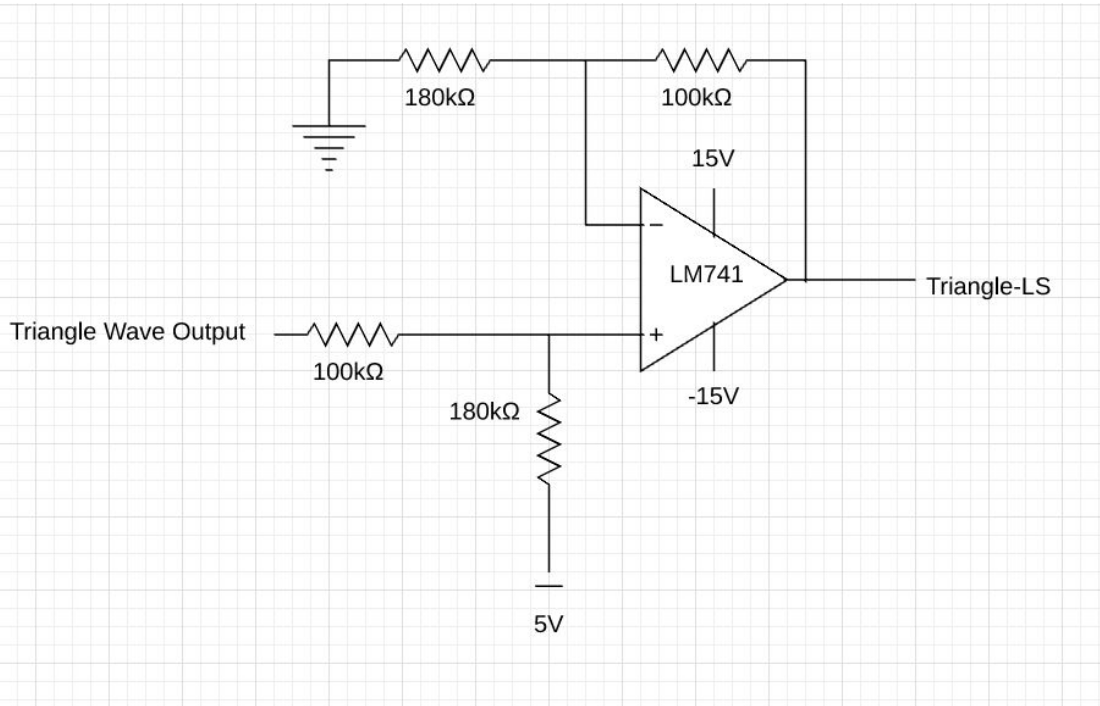 180kΩ
100kΩ
15V
−
LM741
Triangle-LS
Triangle Wave Output
+
100kΩ
-15V
180kΩ
5V